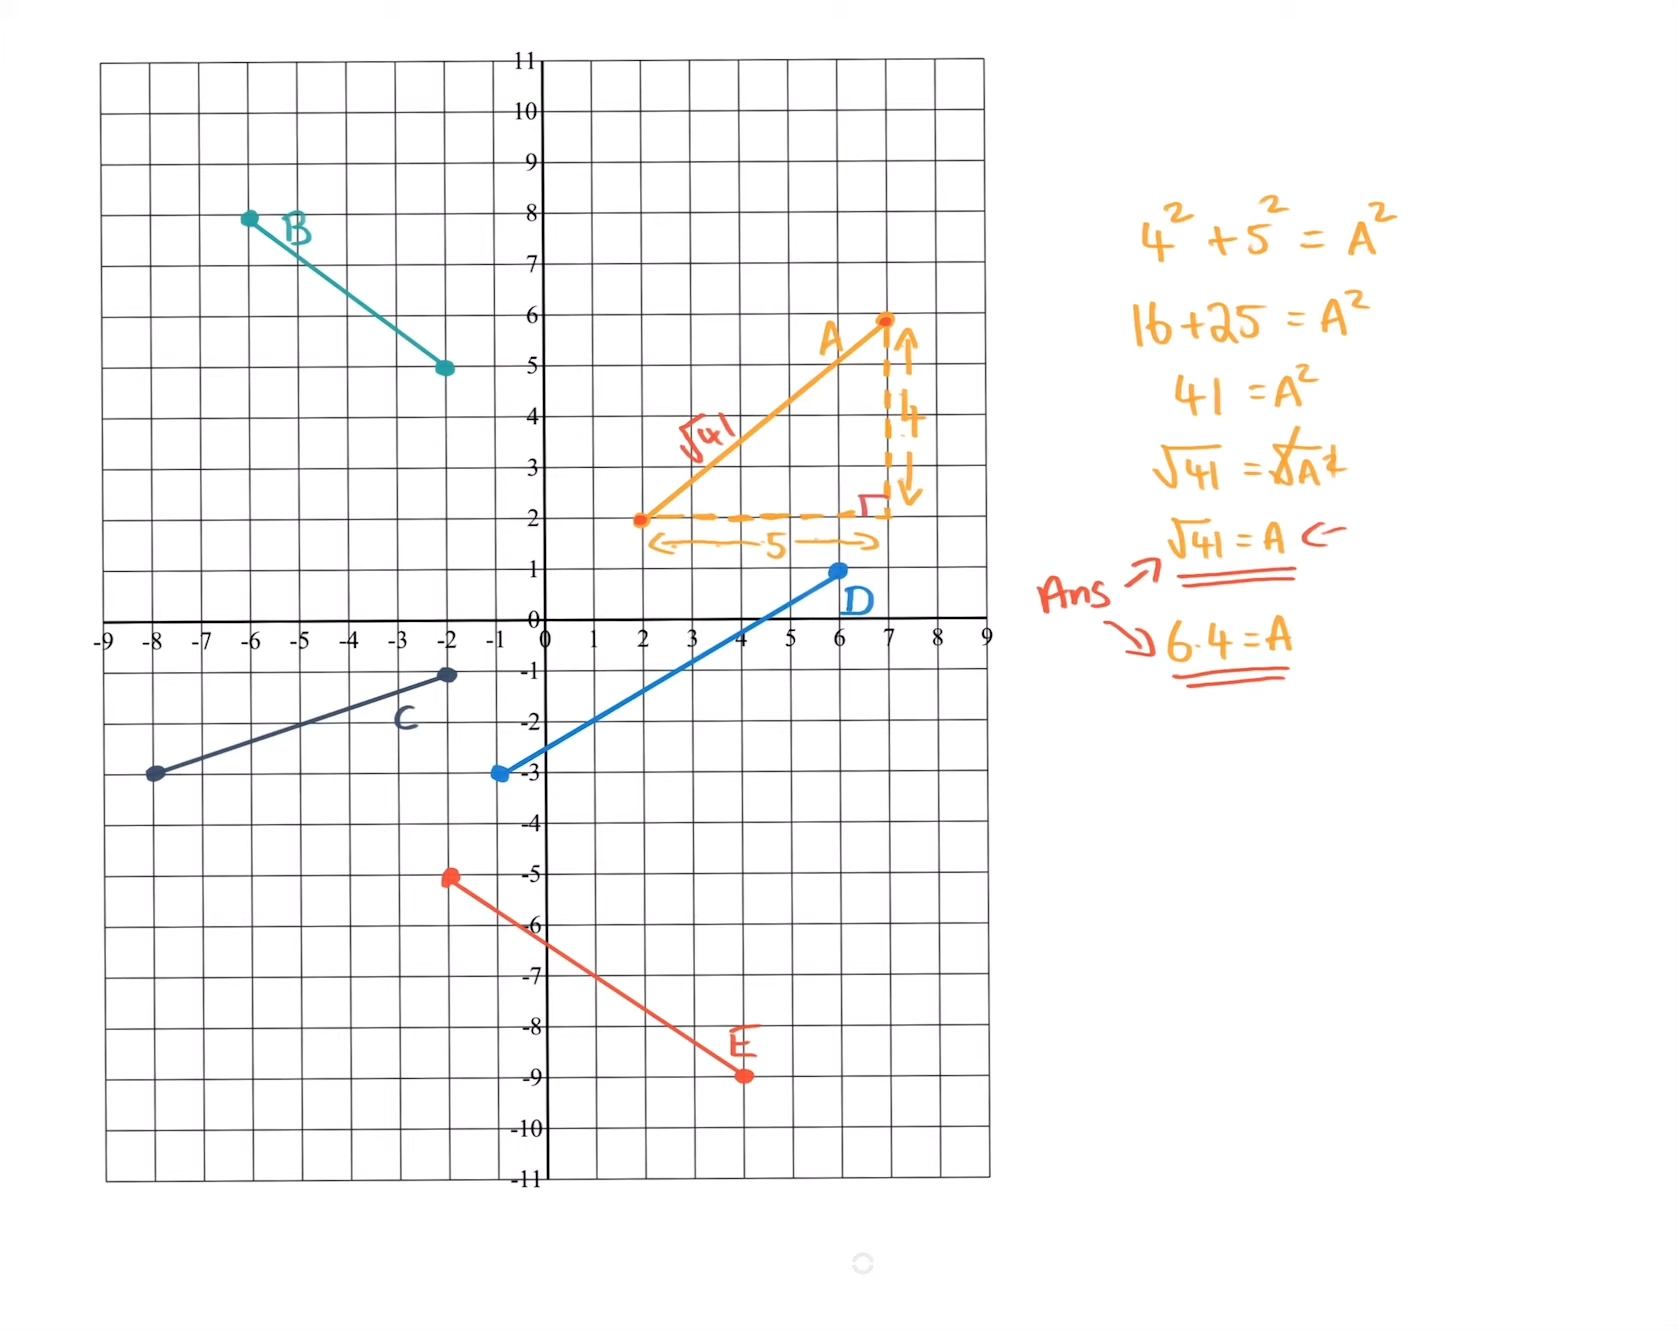 11
10
9
8
7
6
5
4
3
2
1
0
-9 -8 -7 -6 -5 -4 -3 -2 -1 0 1 2 3 4 5 6 7 8 9
-1
-2
-3
-4
-5
-6
-7
-8
-9
-10
-11
B
A
√41
4
5
D
C
E
4² + 5² = A²
16 + 25 = A²
41 = A²
√41 = √A²
√41 = A ←
Ans
6.4 = A